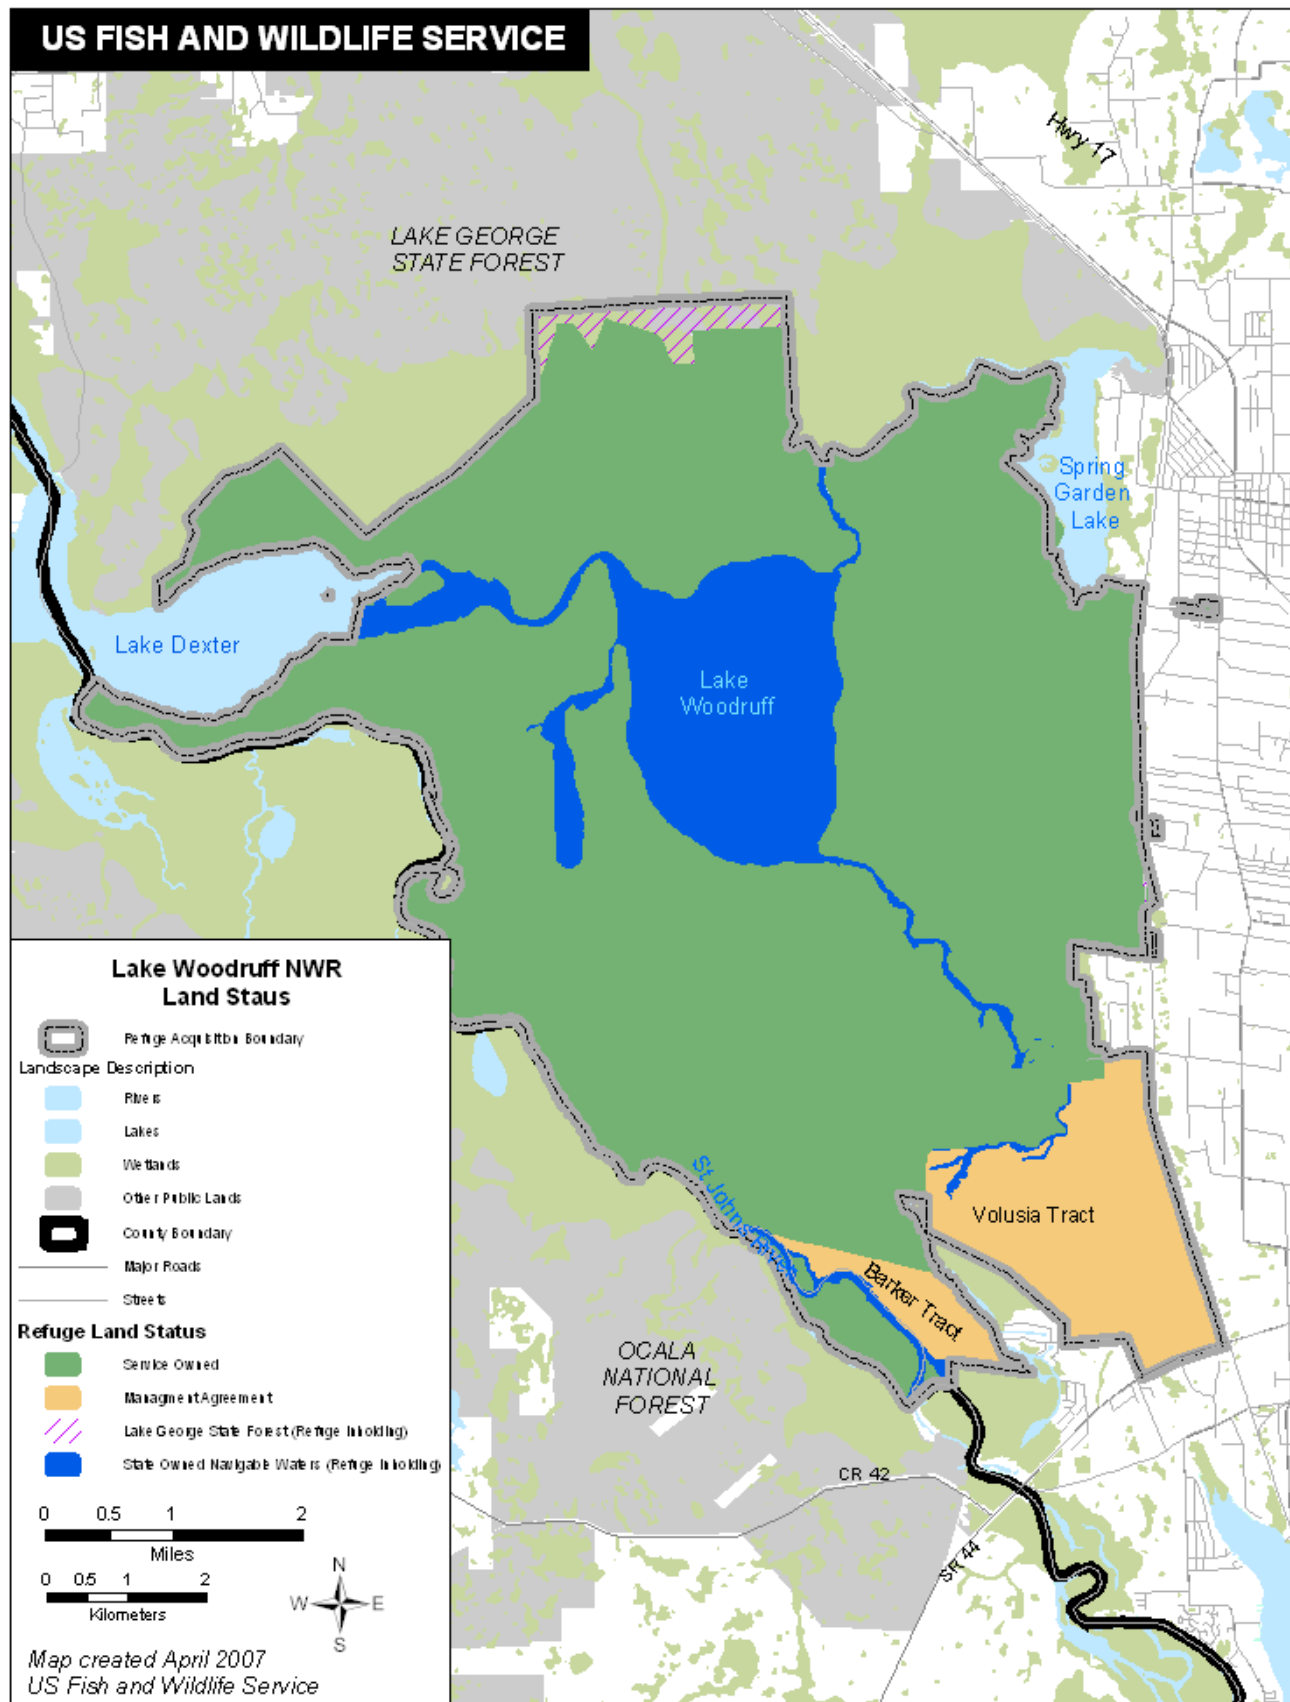 US FISH AND WILDLIFE SERVICE
Hwy 17
LAKE GEORGE
STATE FOREST
Spring
Garden
Lake
Lake Dexter
Lake
Woodruff
St Johns River
Volusia Tract
Barker Tract
OCALA
NATIONAL
FOREST
CR 42
SR 44
Lake Woodruff NWR
Land Staus
Refuge Acquisition Boundary
Landscape Description
Rivers
Lakes
Wetlands
Other Public Lands
County Boundary
Major Roads
Streets
Refuge Land Status
Service Owned
Managment Agreement
Lake George State Forest (Refuge Inholding)
State Owned Navigable Waters (Refuge Inholding)
0 0.5 1 2
Miles
0 0.5 1 2
Kilometers
N
W E
S
Map created April 2007
US Fish and Wildlife Service